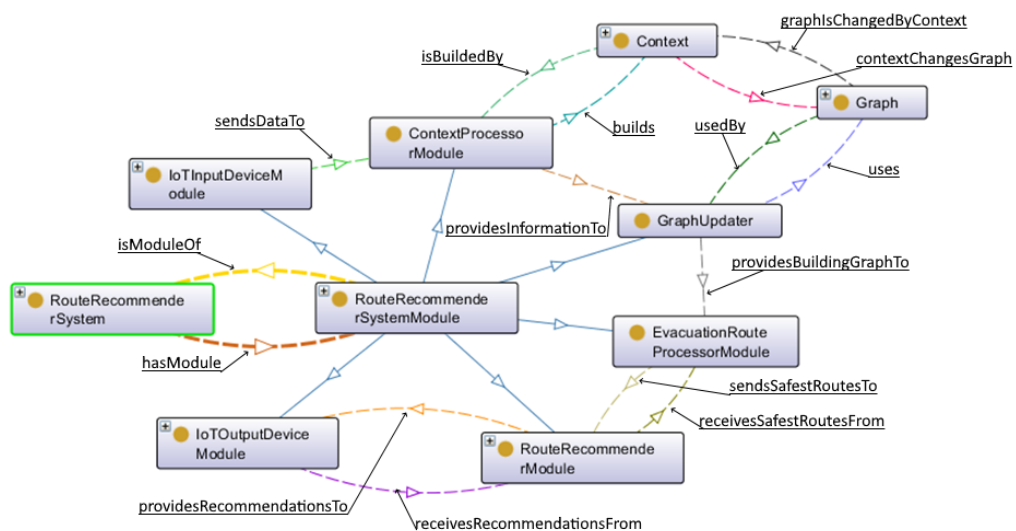 graphIsChangedByContext
Context
isBuildedBy
contextChangesGraph
Graph
sendsDataTo
ContextProcesso
rModule
builds
usedBy
IoTInputDeviceM
odule
uses
providesInformationTo
GraphUpdater
isModuleOf
providesBuildingGraphTo
RouteRecommende
rSystem
RouteRecommende
rSystemModule
EvacuationRoute
ProcessorModule
hasModule
sendsSafestRoutesTo
receivesSafestRoutesFrom
IoTOutputDevice
Module
RouteRecommende
rModule
providesRecommendationsTo
receivesRecommendationsFrom